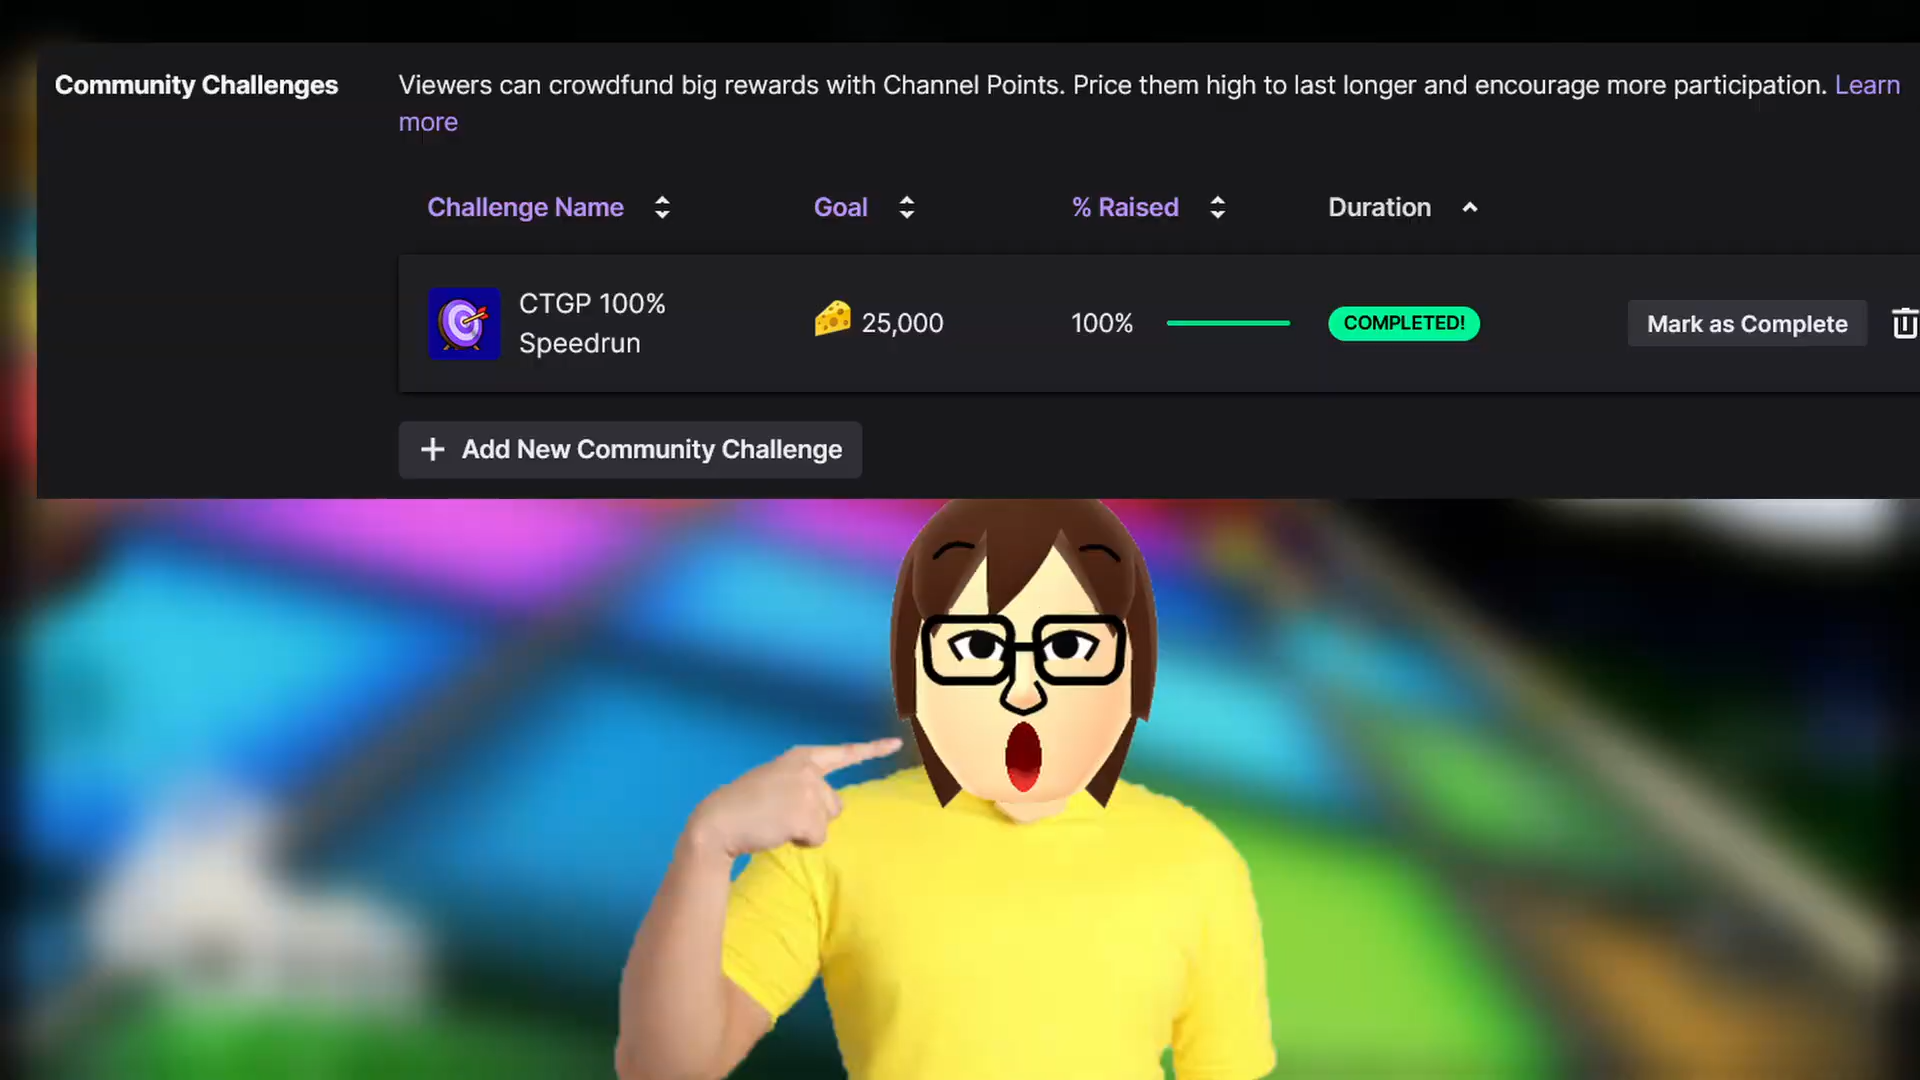 Community Challenges
Viewers can crowdfund big rewards with Channel Points. Price them high to last longer and encourage more participation. Learn
more
Challenge Name
Goal
% Raised
Duration
CTGP 100%
Speedrun
25,000
100%
COMPLETED!
Mark as Complete
Add New Community Challenge